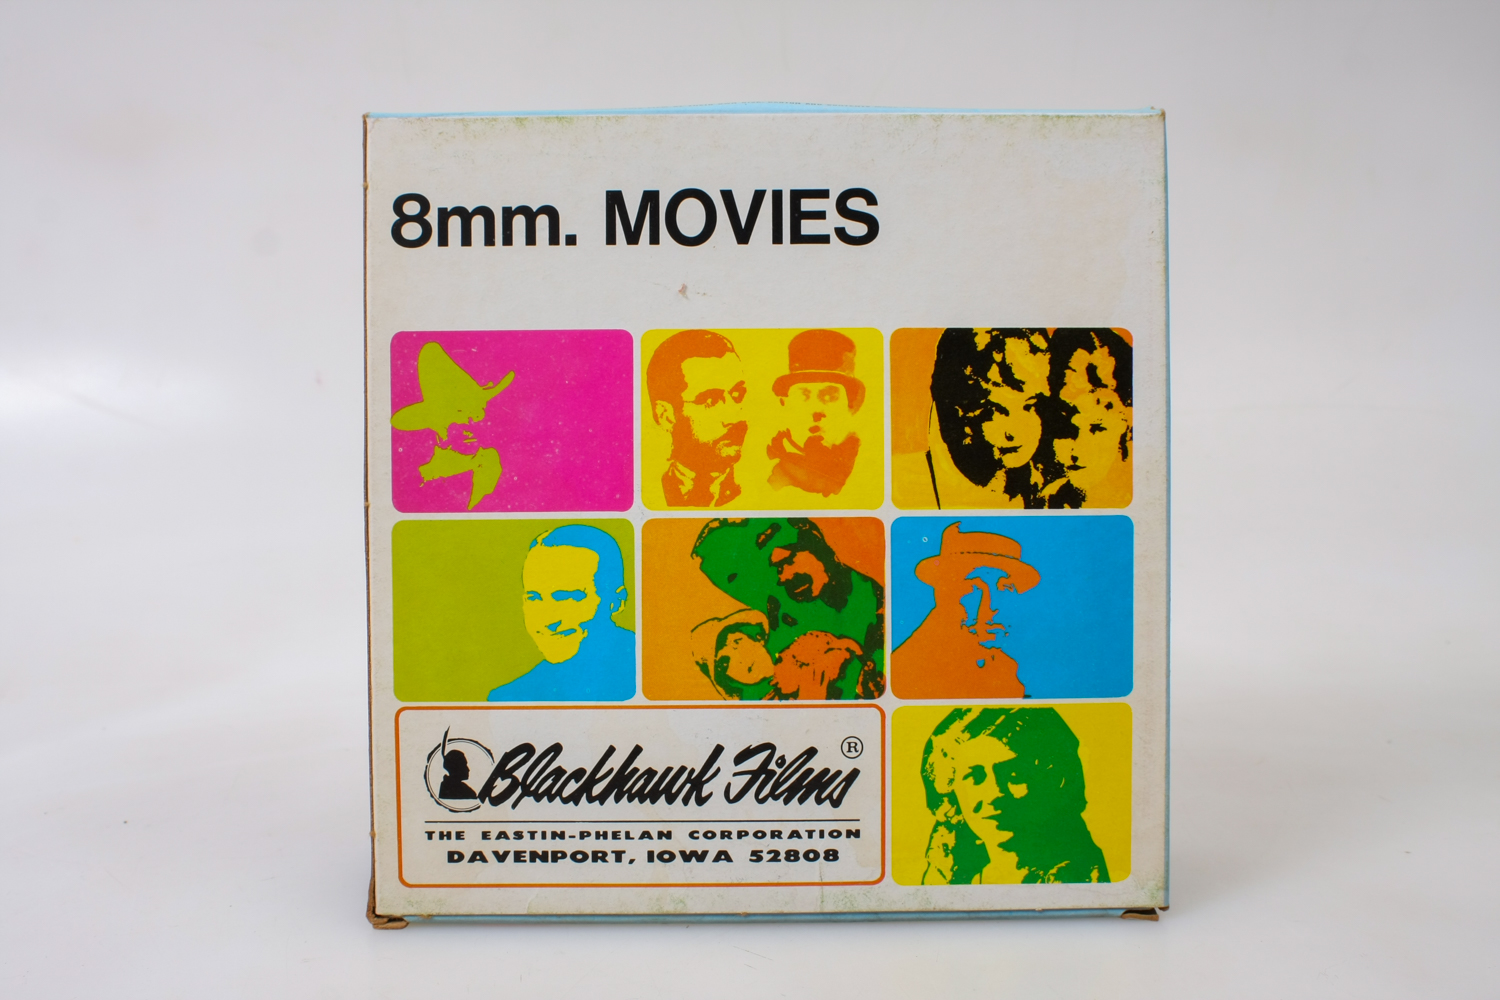 8mm. MOVIES
Blackhawk Films ®
THE EASTIN-PHELAN CORPORATION
DAVENPORT, IOWA 52808